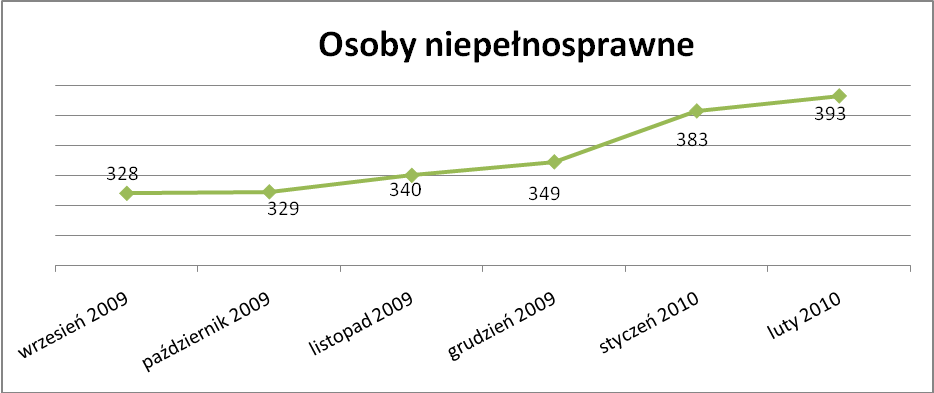 Osoby niepełnosprawne
328
329
340
349
383
393
wrzesień 2009
październik 2009
listopad 2009
grudzień 2009
styczeń 2010
luty 2010